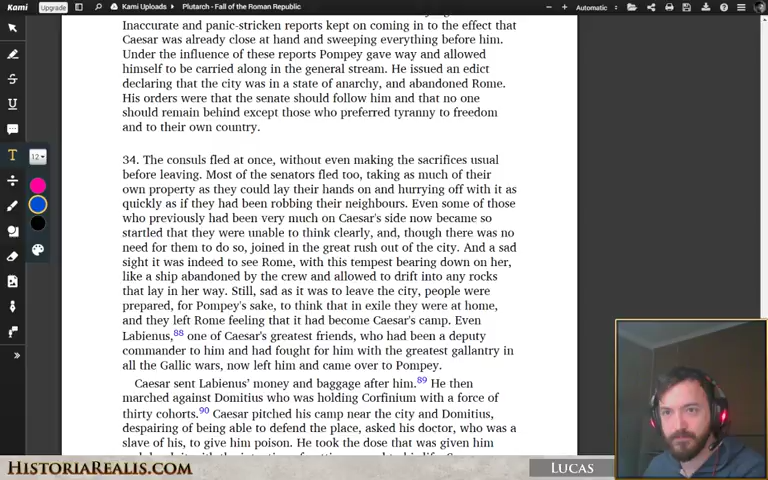 Kami
Upgrade
Kami Uploads
Plutarch - Fall of the Roman Republic
Automatic
Inaccurate and panic-stricken reports kept on coming in to the effect that
Caesar was already close at hand and sweeping everything before him.
Under the influence of these reports Pompey gave way and allowed
himself to be carried along in the general stream. He issued an edict
declaring that the city was in a state of anarchy, and abandoned Rome.
His orders were that the senate should follow him and that no one
should remain behind except those who preferred tyranny to freedom
and to their own country.
34. The consuls fled at once, without even making the sacrifices usual
before leaving. Most of the senators fled too, taking as much of their
own property as they could lay their hands on and hurrying off with it as
quickly as if they had been robbing their neighbours. Even some of those
who previously had been very much on Caesar's side now became so
startled that they were unable to think clearly, and, though there was no
need for them to do so, joined in the great rush out of the city. And a sad
sight it was indeed to see Rome, with this tempest bearing down on her,
like a ship abandoned by the crew and allowed to drift into any rocks
that lay in her way. Still, sad as it was to leave the city, people were
prepared, for Pompey's sake, to think that in exile they were at home,
and they left Rome feeling that it had become Caesar's camp. Even
Labienus,88 one of Caesar's greatest friends, who had been a deputy
commander to him and had fought for him with the greatest gallantry in
all the Gallic wars, now left him and came over to Pompey.
Caesar sent Labienus' money and baggage after him.89 He then
marched against Domitius who was holding Corfinium with a force of
thirty cohorts.90 Caesar pitched his camp near the city and Domitius,
despairing of being able to defend the place, asked his doctor, who was a
slave of his, to give him poison. He took the dose that was given him
12
HISTORIAREALIS.COM
LUCAS